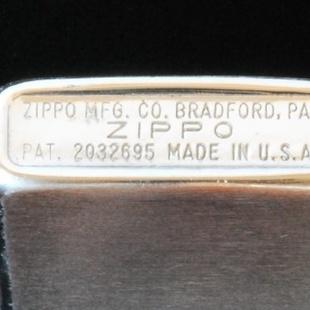 ZIPPO MFG. CO. BRADFORD, PA
ZIPPO
PAT. 2032695 MADE IN U.S.A